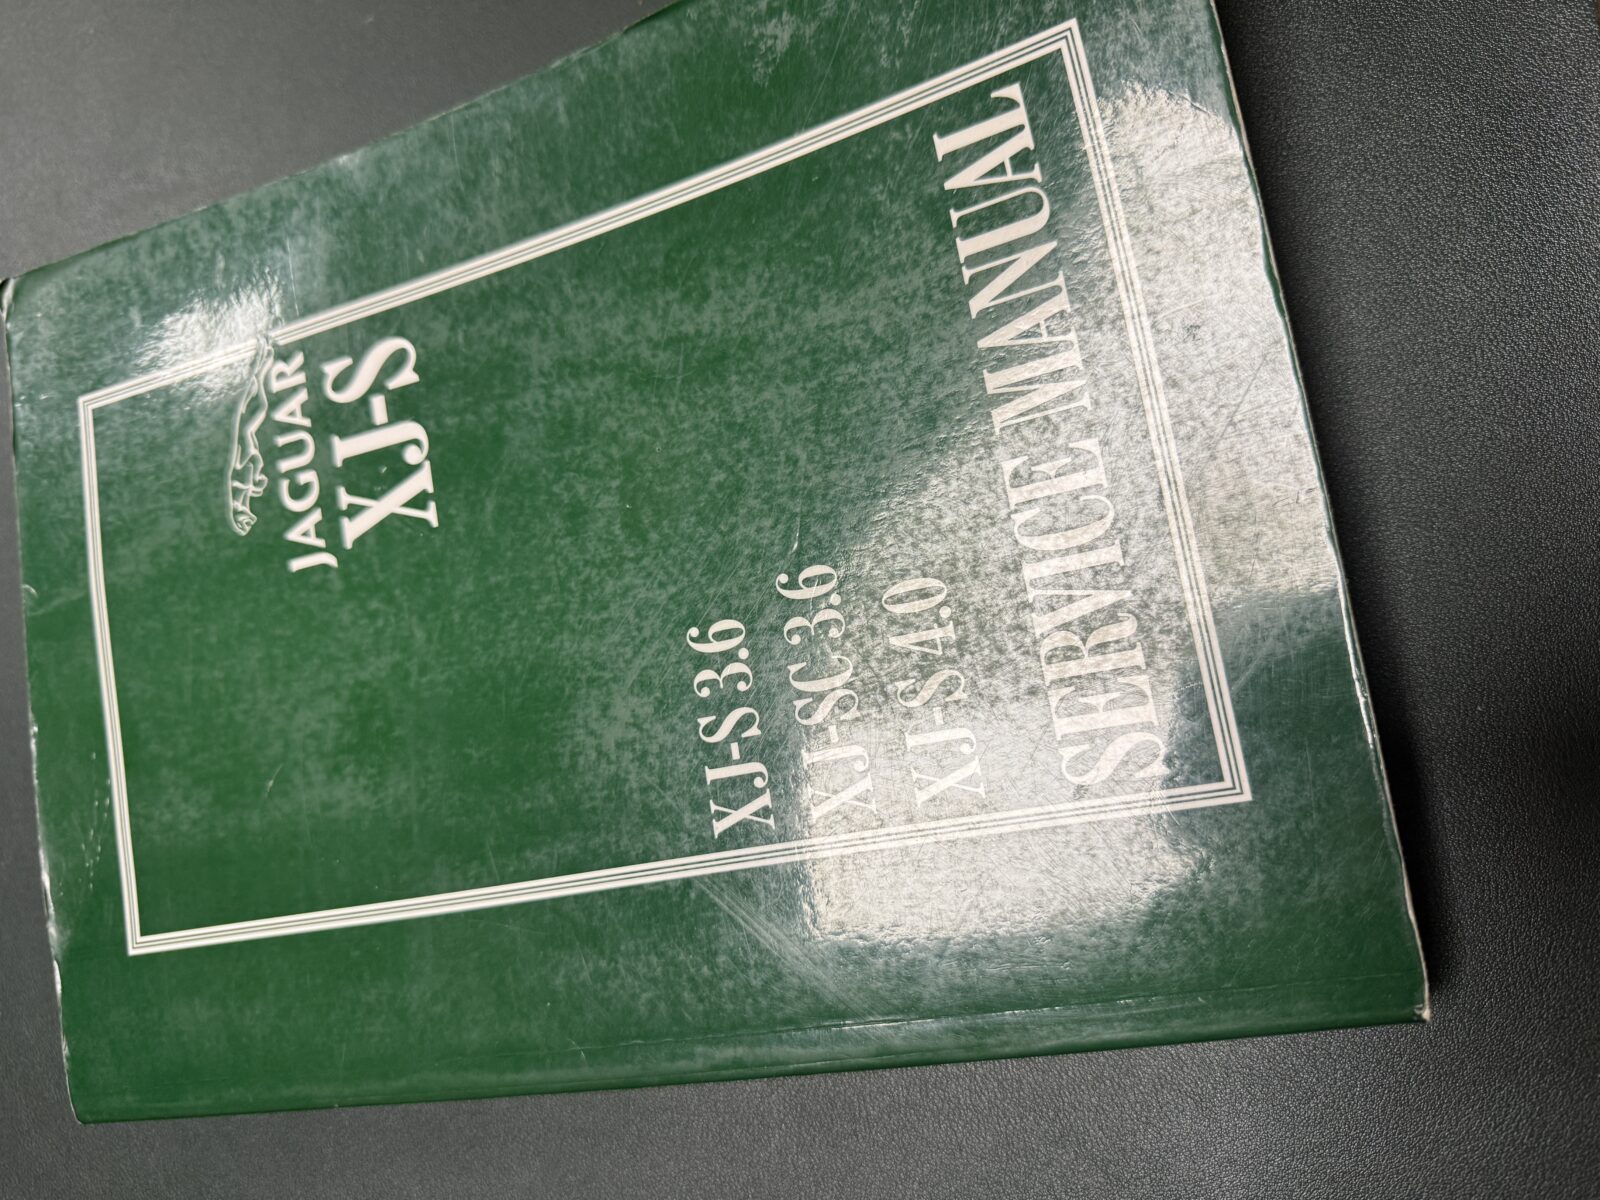 JAGUAR
XJ-S
XJ-S 3.6
XJ-SC 3.6
XJ-S 4.0
SERVICE MANUAL